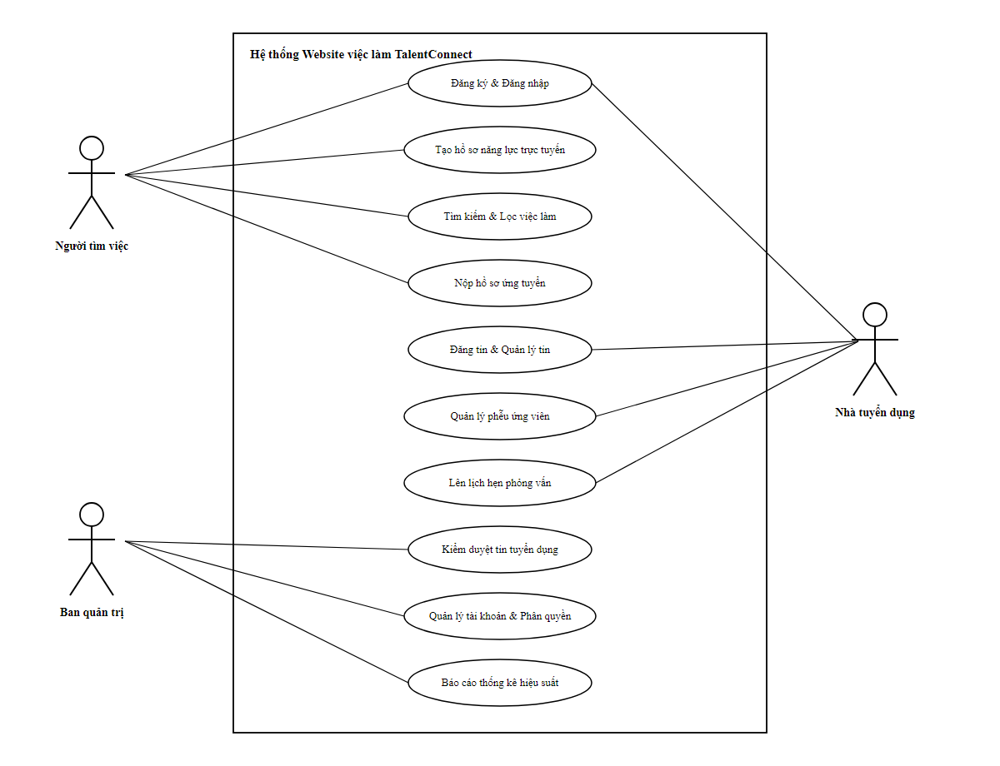 Hệ thống Website việc làm TalentConnect
Đăng ký & Đăng nhập
Tạo hồ sơ năng lực trực tuyến
Tìm kiếm & Lọc việc làm
Nộp hồ sơ ứng tuyển
Đăng tin & Quản lý tin
Quản lý phễu ứng viên
Lên lịch hẹn phỏng vấn
Kiểm duyệt tin tuyển dụng
Quản lý tài khoản & Phân quyền
Báo cáo thống kê hiệu suất
Người tìm việc
Nhà tuyển dụng
Ban quản trị